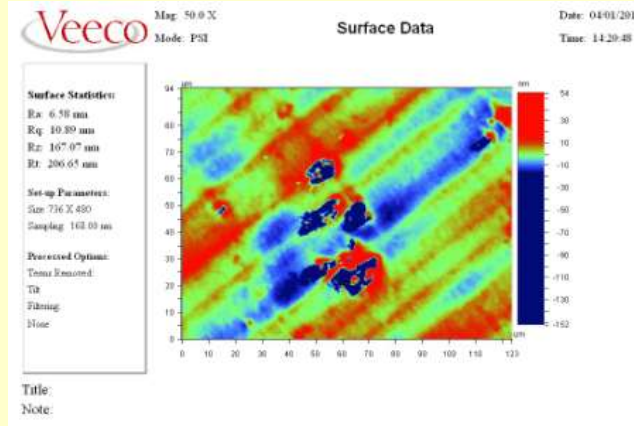 Veeco
Mag: 50.0 X
Mode: PSI
Surface Data
Date: 04/01/201
Time: 14:20:48
Surface Statistics:
Ra: 6.58 nm
Rq: 10.89 nm
Rz: 167.07 nm
Rt: 206.65 nm
Set-up Parameters:
Size: 736 X 480
Sampling: 168.00 nm
Processed Options:
Terms Removed:
Tilt
Filtering:
None
um
94
80
70
60
50
40
30
20
10
0
0 10 20 30 40 50 60 70 80 90 100 110 123
um
nm
54
30
10
-10
-30
-50
-70
-90
-110
-130
-152
Title:
Note: